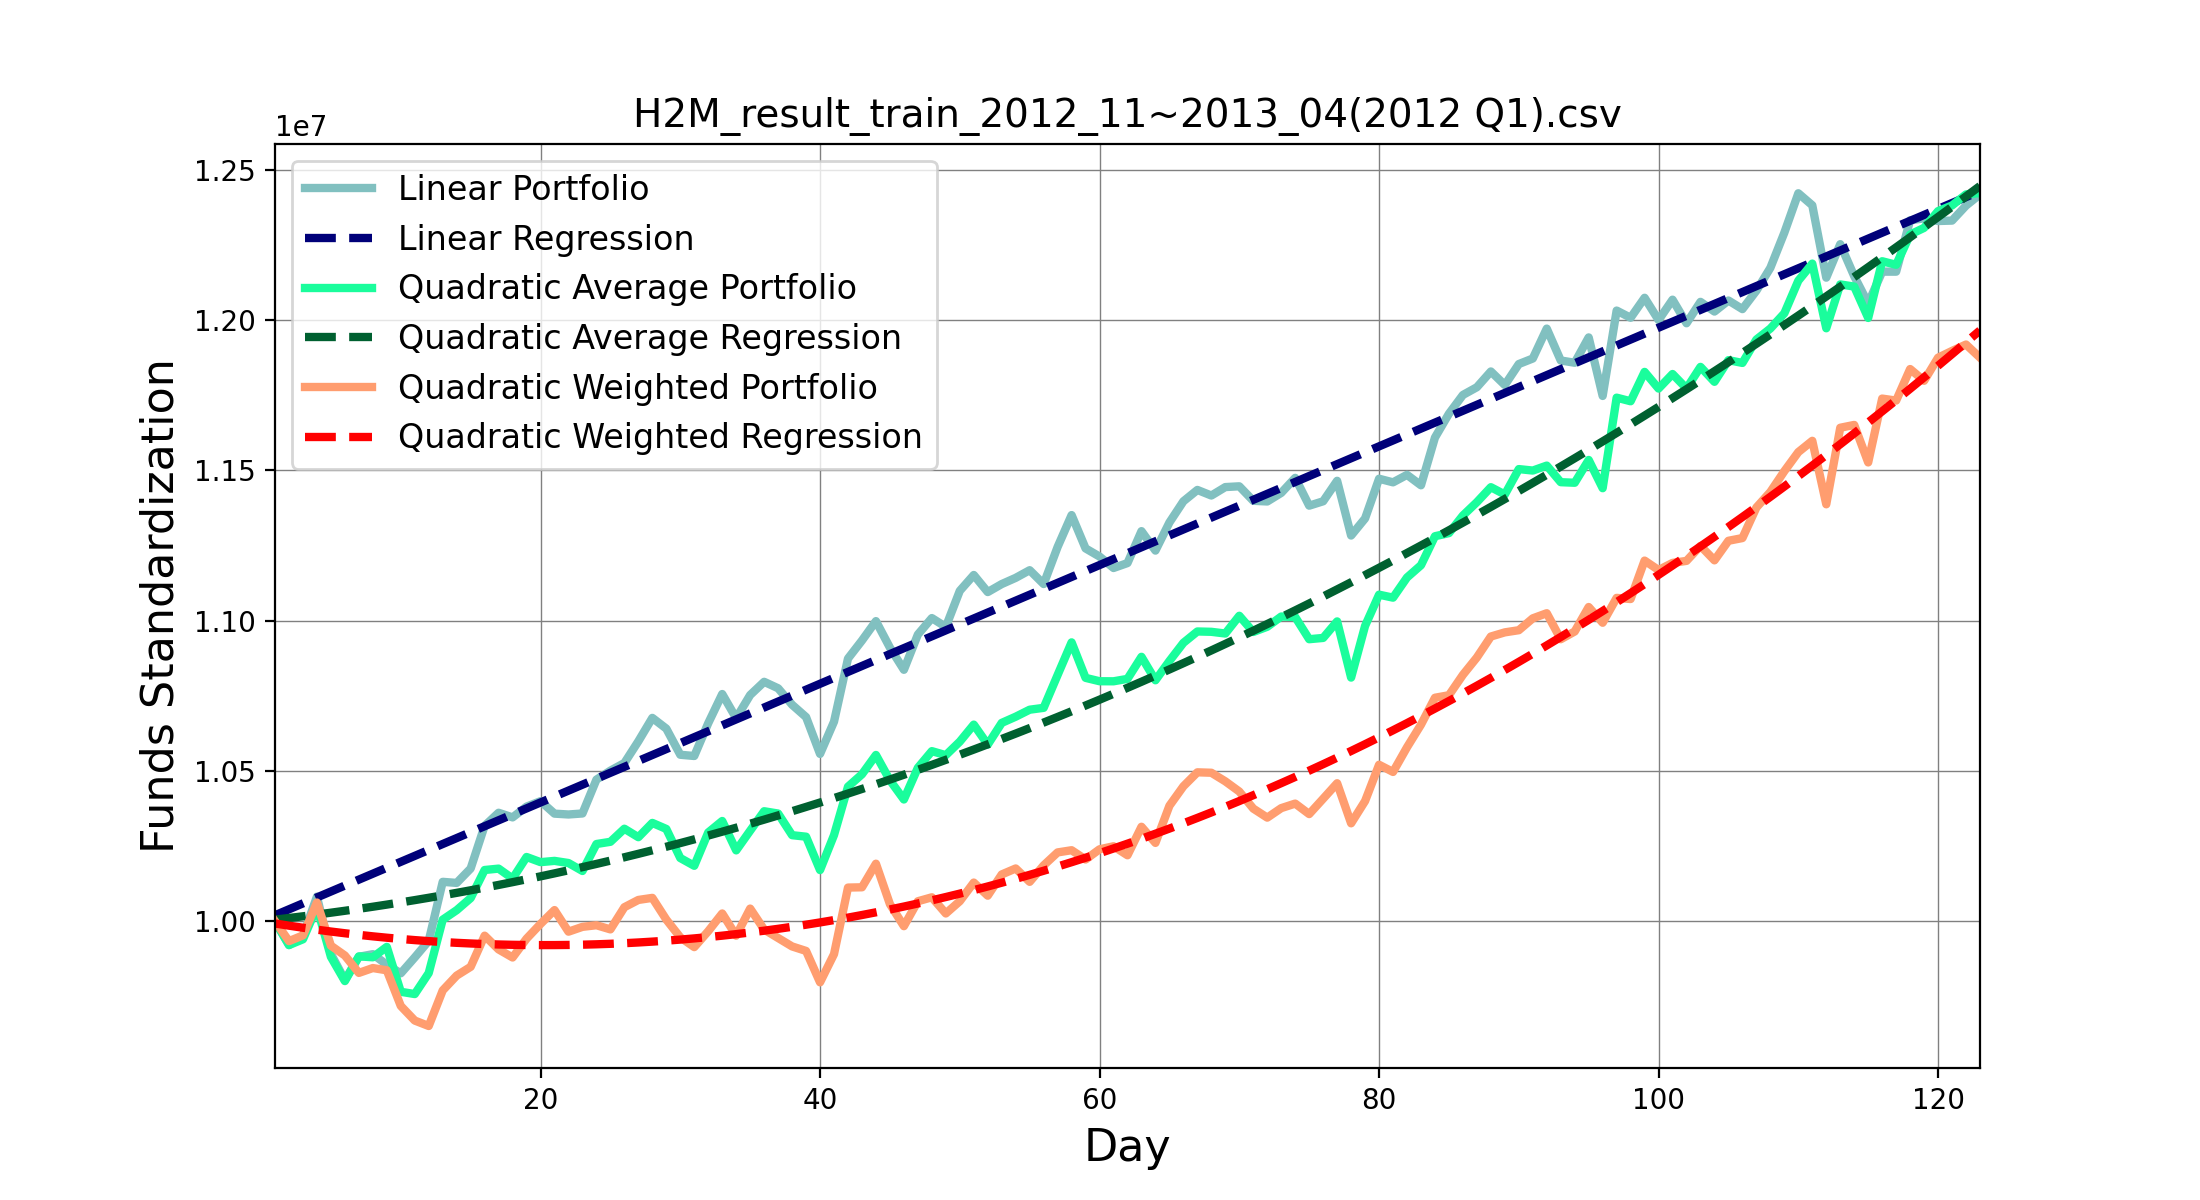 H2M_result_train_2012_11~2013_04(2012 Q1).csv
1e7
1.25
1.20
1.15
1.10
1.05
1.00
Funds Standardization
Linear Portfolio
Linear Regression
Quadratic Average Portfolio
Quadratic Average Regression
Quadratic Weighted Portfolio
Quadratic Weighted Regression
20 40 60 80 100 120
Day